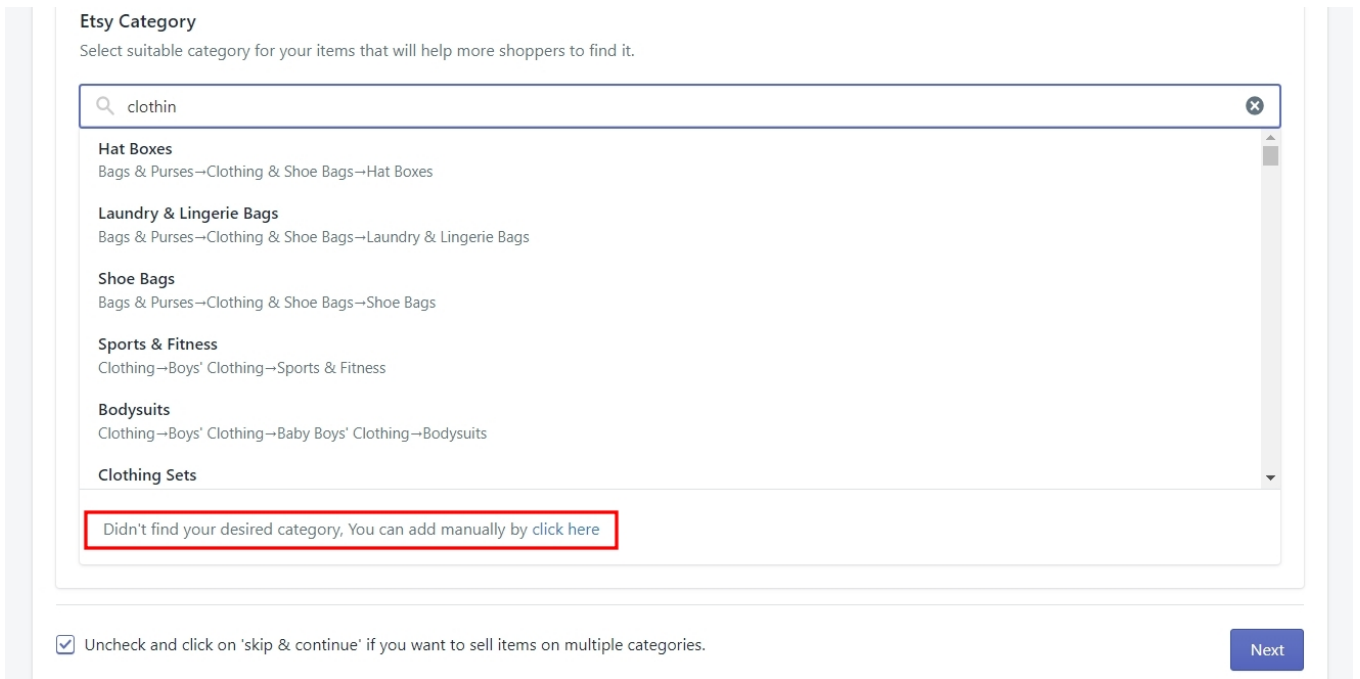 Etsy Category
Select suitable category for your items that will help more shoppers to find it.
clothin
Hat Boxes
Bags & Purses→Clothing & Shoe Bags→Hat Boxes
Laundry & Lingerie Bags
Bags & Purses→Clothing & Shoe Bags→Laundry & Lingerie Bags
Shoe Bags
Bags & Purses→Clothing & Shoe Bags→Shoe Bags
Sports & Fitness
Clothing→Boys' Clothing→Sports & Fitness
Bodysuits
Clothing→Boys' Clothing→Baby Boys' Clothing→Bodysuits
Clothing Sets
Didn't find your desired category, You can add manually by click here
Uncheck and click on 'skip & continue' if you want to sell items on multiple categories.
Next